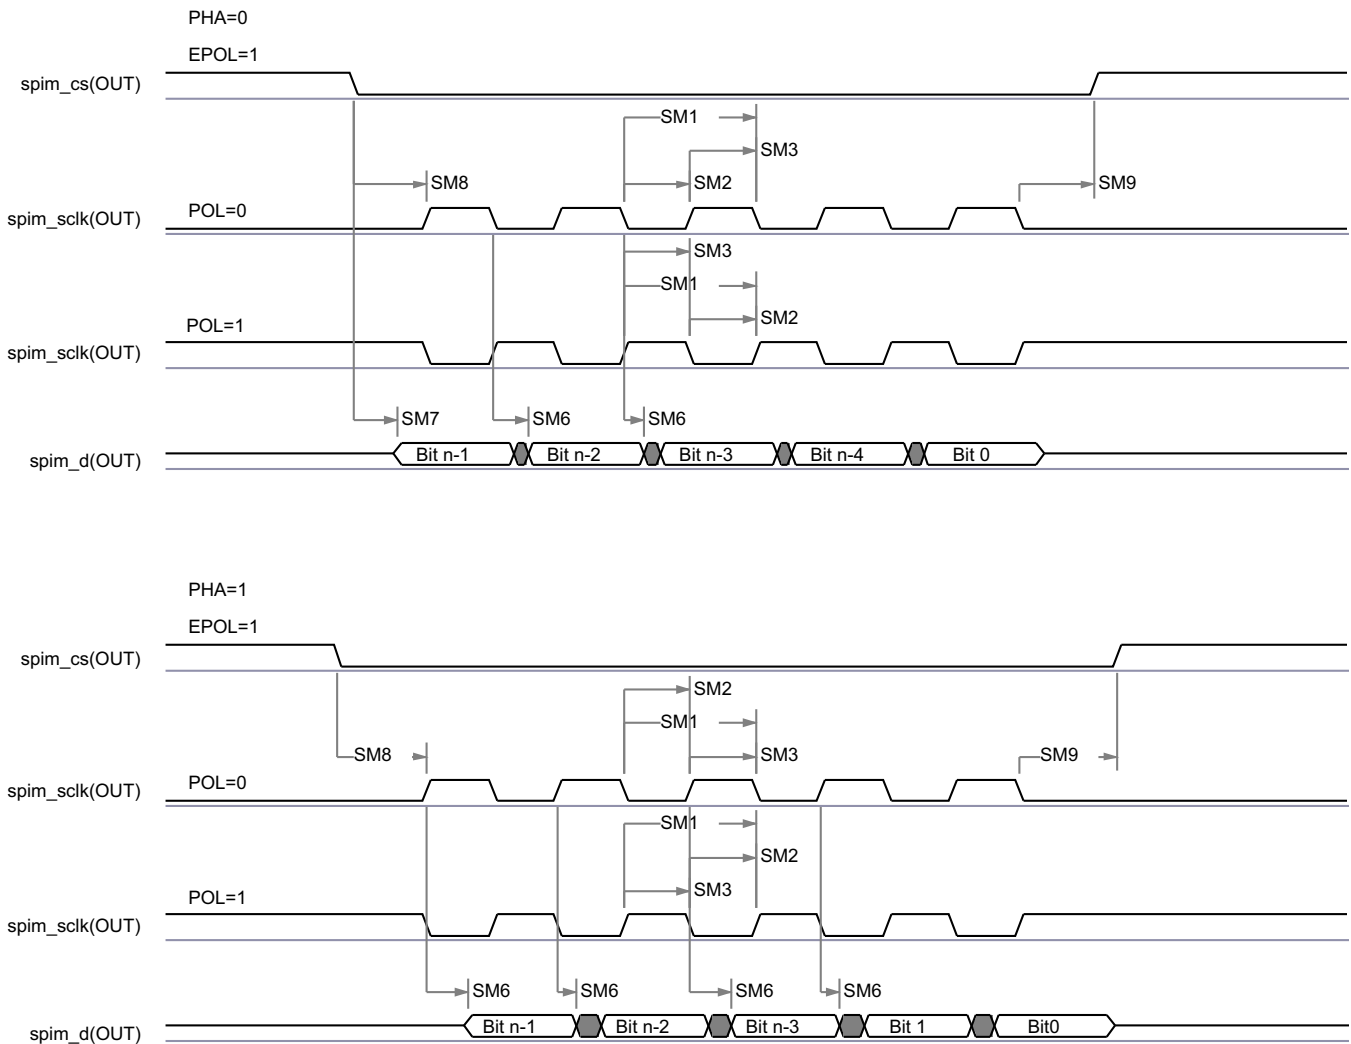 PHA=0
EPOL=1
spim_cs(OUT)
SM1
SM3
SM8
SM2
SM9
POL=0
spim_sclk(OUT)
SM3
SM1
SM2
POL=1
spim_sclk(OUT)
SM7
SM6
SM6
spim_d(OUT)
Bit n-1 Bit n-2 Bit n-3 Bit n-4 Bit 0
PHA=1
EPOL=1
spim_cs(OUT)
SM2
SM1
SM8
SM3
SM9
POL=0
spim_sclk(OUT)
SM1
SM2
SM3
POL=1
spim_sclk(OUT)
SM6
SM6
SM6
SM6
spim_d(OUT)
Bit n-1 Bit n-2 Bit n-3 Bit 1 Bit0